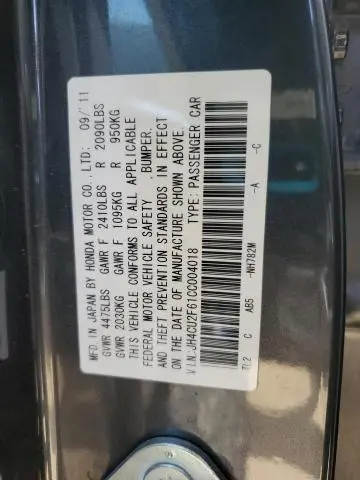 MFD. IN JAPAN BY HONDA MOTOR CO., LTD. 09/11
GVWR 4475LBS GAWR F 2410LBS R 2090LBS
GVWR 2030KG GAWR F 1095KG R 950KG
THIS VEHICLE CONFORMS TO ALL APPLICABLE
FEDERAL MOTOR VEHICLE SAFETY ,BUMPER,
AND THEFT PREVENTION STANDARDS IN EFFECT
ON THE DATE OF MANUFACTURE SHOWN ABOVE.
V.I.N:JH4CU2F61CC004018 TYPE: PASSENGER CAR
-A -C
TL2 C AB5 -NH782M